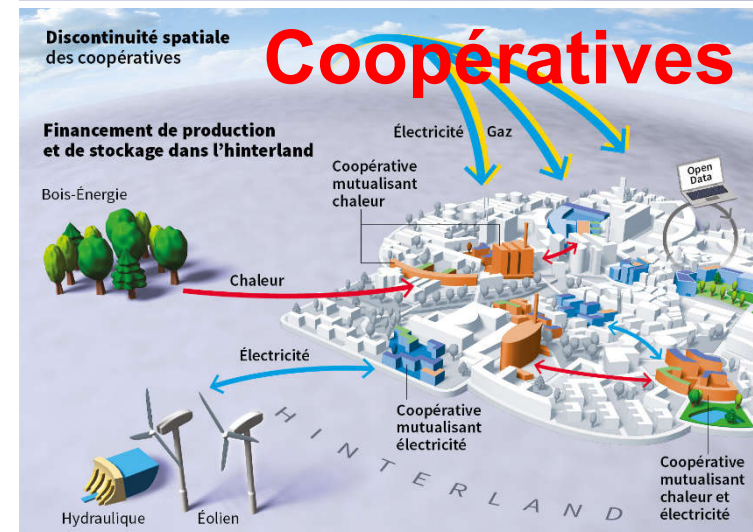 Coopératives
Discontinuité spatiale
des coopératives
Financement de production
et de stockage dans l’hinterland
Électricité
Gaz
Coopérative
mutualisant
chaleur
Open
Data
Bois-Énergie
Chaleur
Électricité
Coopérative
mutualisant
électricité
HINTERLAND
Coopérative
mutualisant
chaleur et
électricité
Hydraulique
Éolien